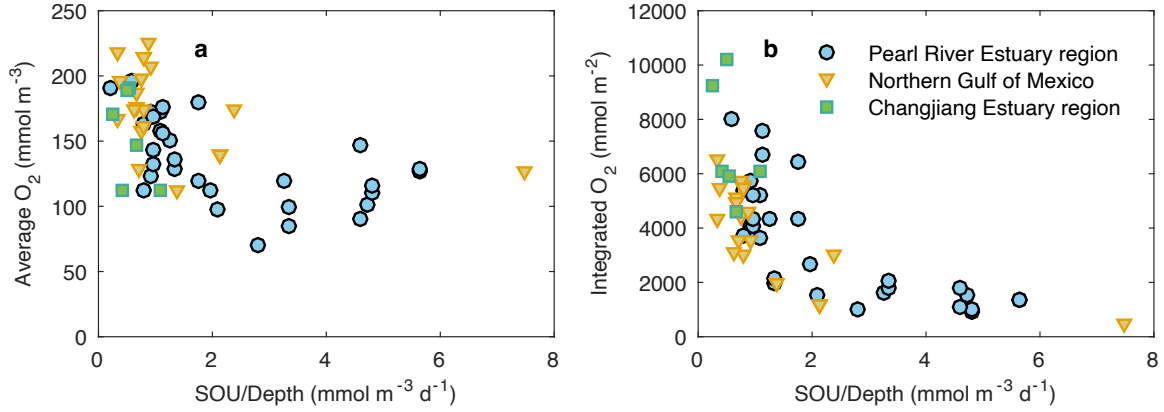 250
200
150
100
50
0
Average O₂ (mmol m⁻³)
a
0 2 4 6 8
SOU/Depth (mmol m⁻³ d⁻¹)
12000
10000
8000
6000
4000
2000
0
Integrated O₂ (mmol m⁻²)
b
Pearl River Estuary region
Northern Gulf of Mexico
Changjiang Estuary region
0 2 4 6 8
SOU/Depth (mmol m⁻³ d⁻¹)